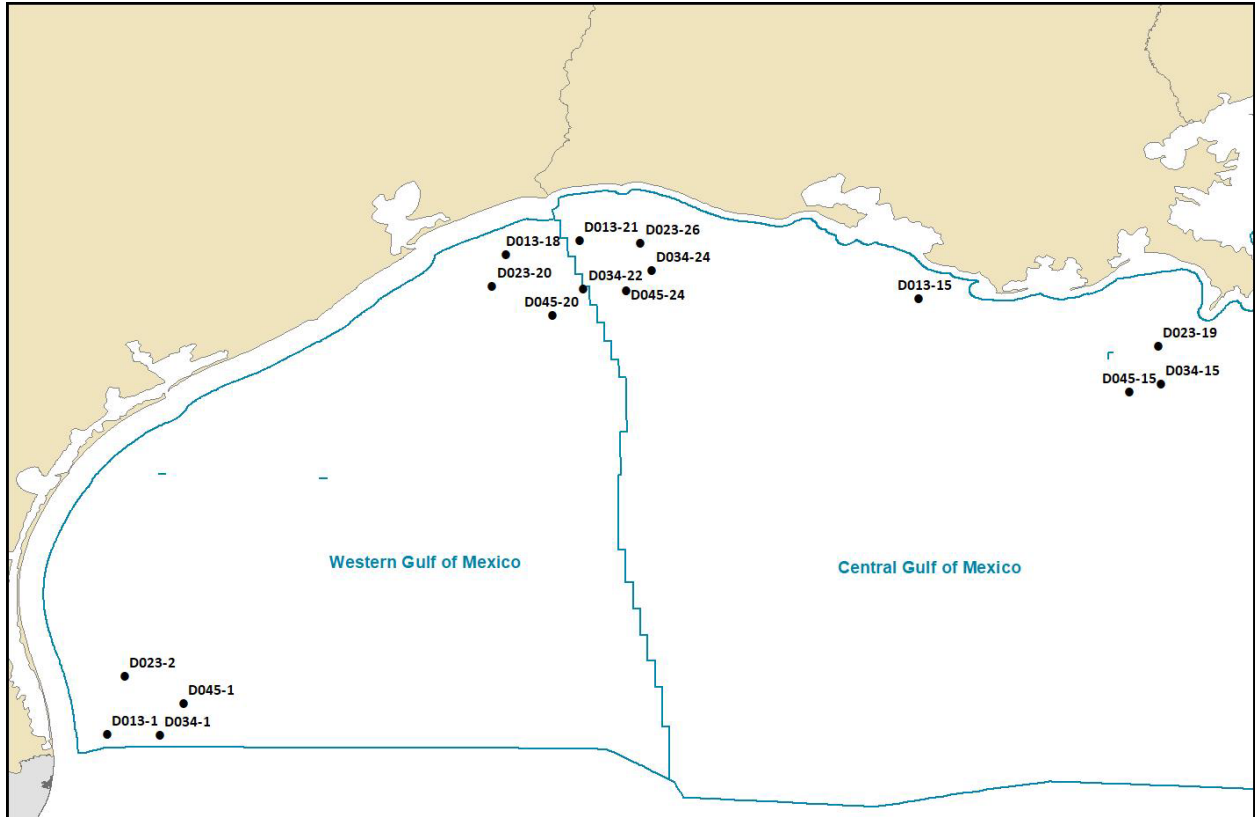 D013-21
D023-26
D013-18
D034-24
D023-20
D034-22
D045-24
D045-20
D013-15
D023-19
D034-15
D045-15
Western Gulf of Mexico
Central Gulf of Mexico
D023-2
D045-1
D013-1
D034-1